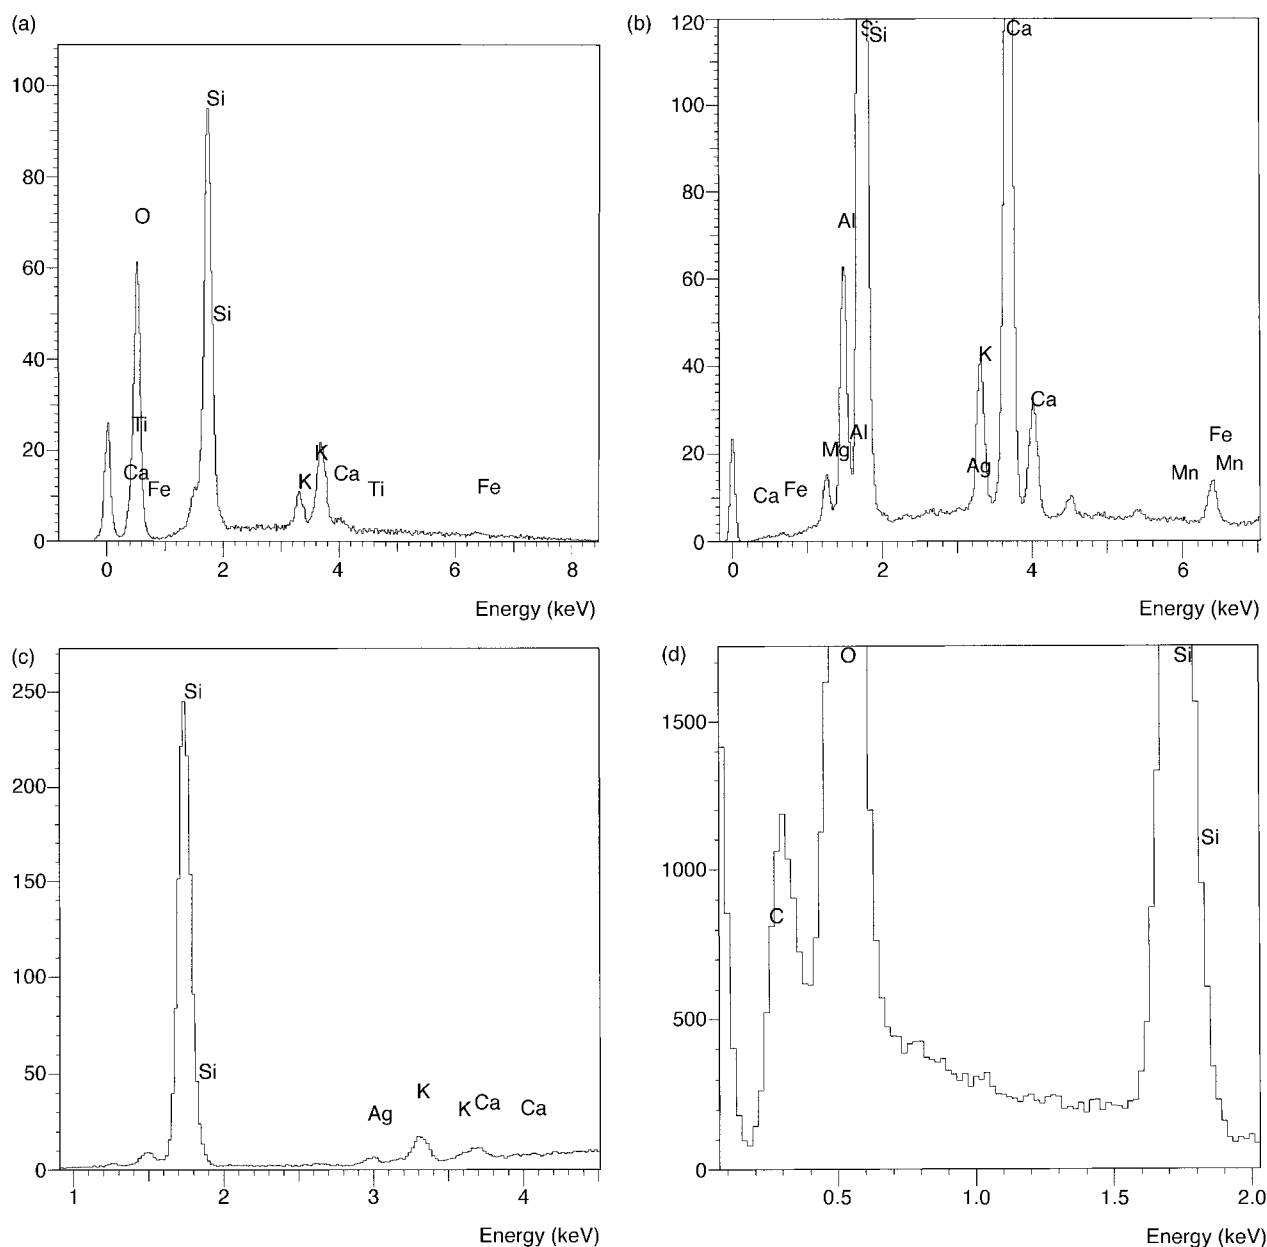 (a)
100
80
60
40
20
0
Si
O
Si
Ti
Ca
Fe
K
K
Ca
Ti
Fe
0 2 4 6 8
Energy (keV)
(b)
120
100
80
60
40
20
0
Si
Ca
Al
K
Ca
Al
Mg
Ag
Fe
Mn
Mn
Ca
Fe
0 2 4 6
Energy (keV)
(c)
250
200
150
100
50
0
Si
Si
Ag
K
K
Ca
Ca
1 2 3 4
Energy (keV)
(d)
1500
1000
500
0
O
Si
Si
C
0.5 1.0 1.5 2.0
Energy (keV)